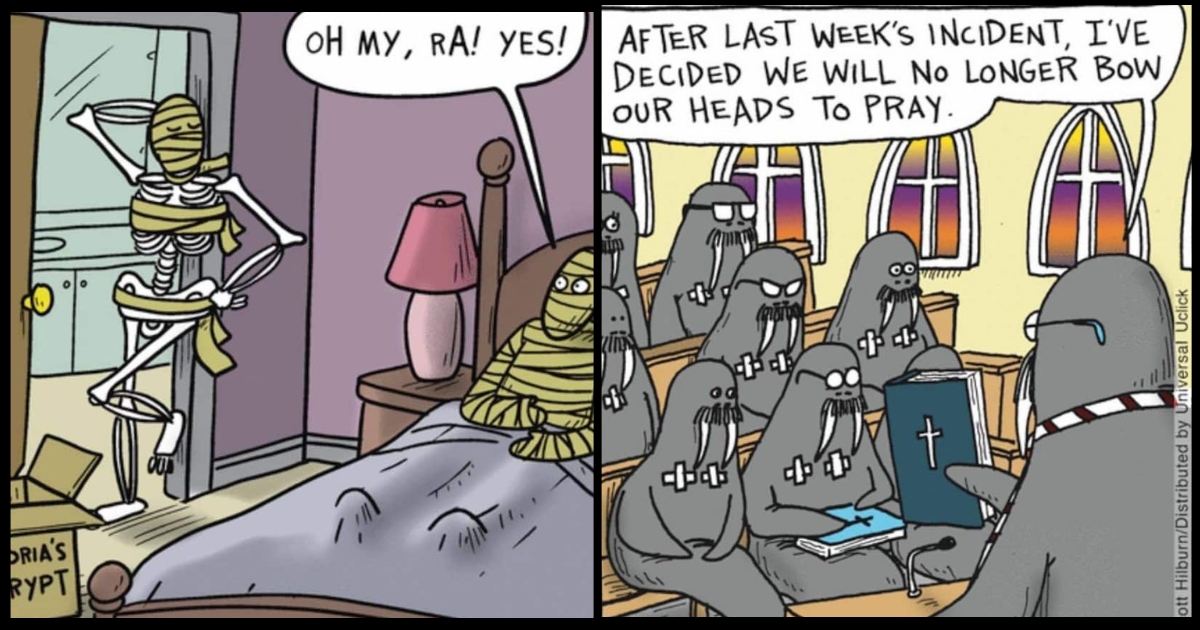 OH MY, RA! YES!
ORIA'S
RYPT
AFTER LAST WEEK'S INCIDENT, I'VE
DECIDED WE WILL NO LONGER BOW
OUR HEADS TO PRAY.
ott Hilburn/Distributed by Universal Uclick